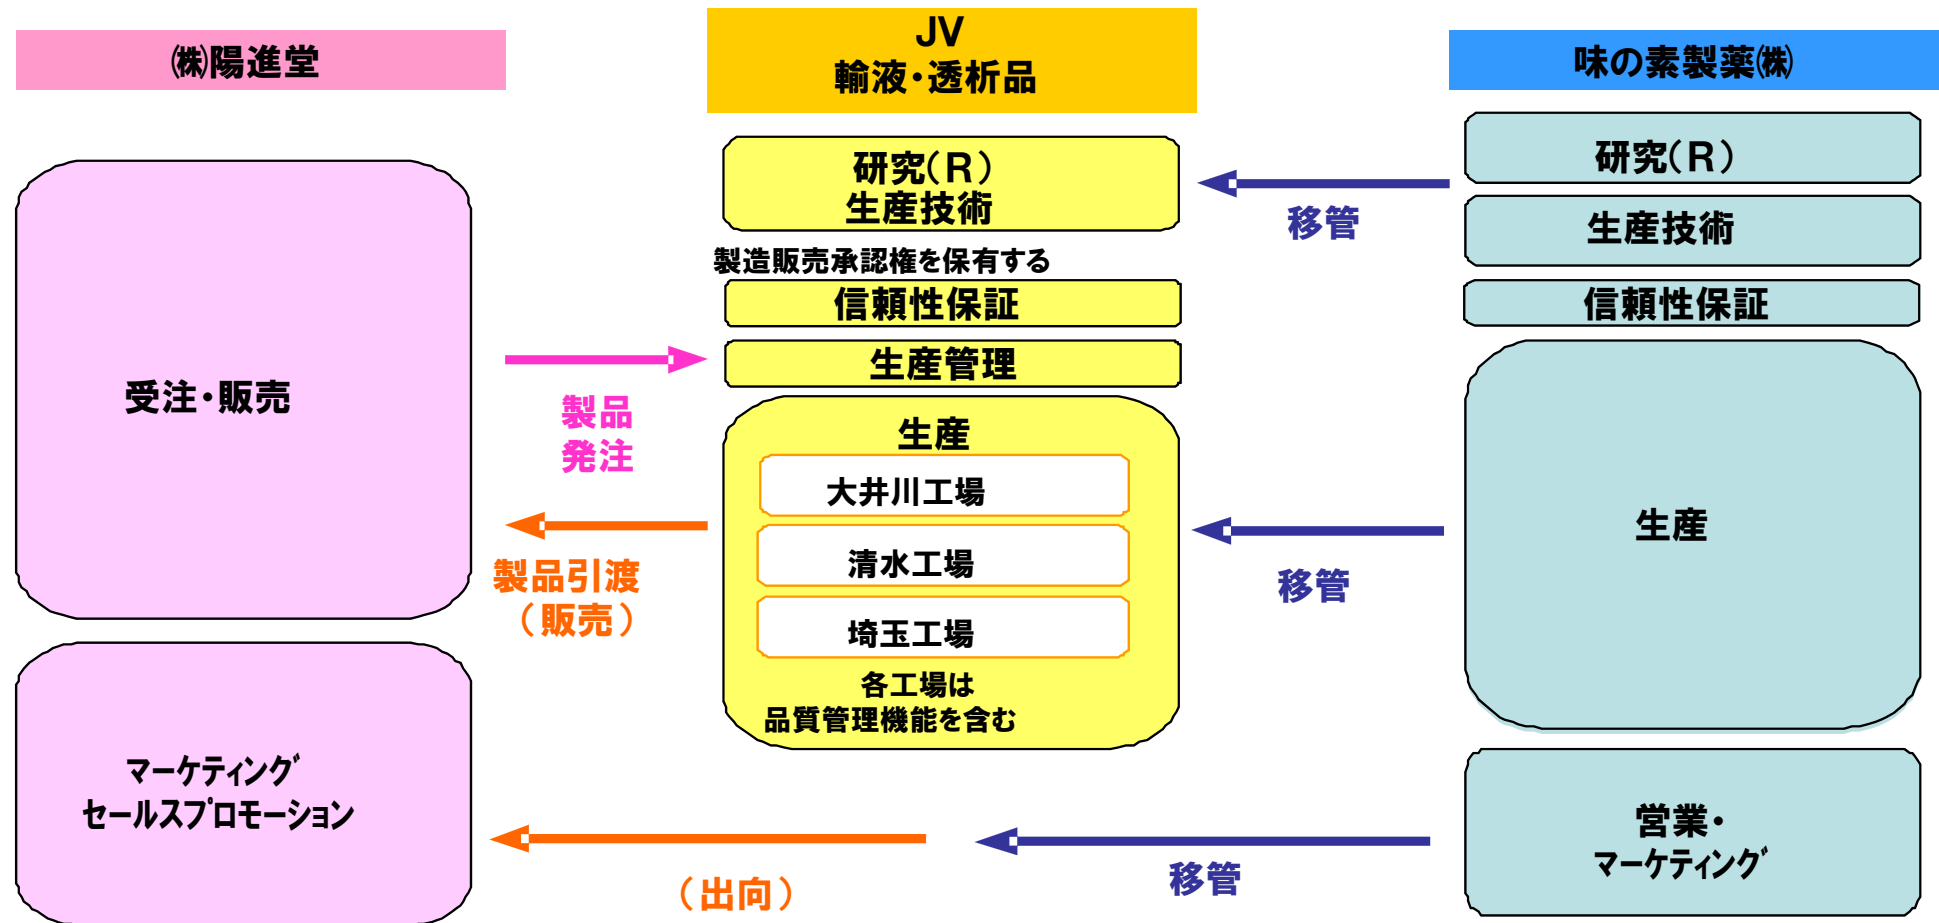 ㈱陽進堂
受注・販売
マーケティング
セールスプロモーション
製品
発注
製品引渡
（販売）
（出向）
JV
輸液・透析品
研究（R）
生産技術
製造販売承認権を保有する
信頼性保証
生産管理
生産
大井川工場
清水工場
埼玉工場
各工場は
品質管理機能を含む
移管
移管
移管
味の素製薬㈱
研究（R）
生産技術
信頼性保証
生産
営業・
マーケティング